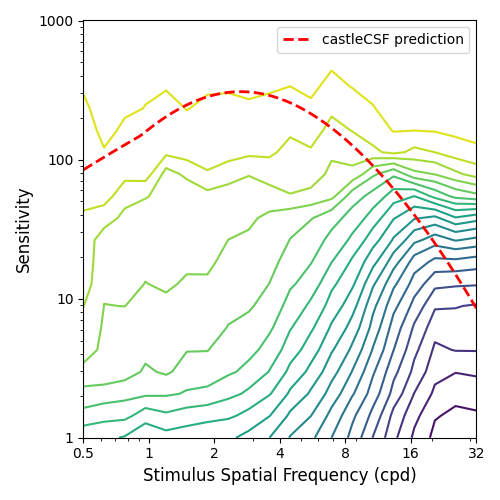 1000
castleCSF prediction
100
Sensitivity
10
1
0.5 1 2 4 8 16 32
Stimulus Spatial Frequency (cpd)